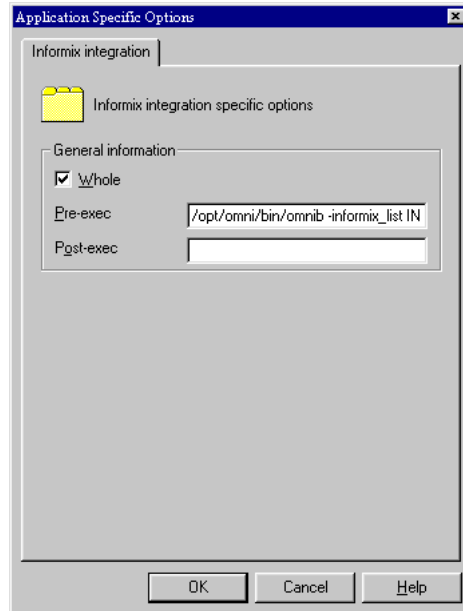 Application Specific Options
Informix integration
Informix integration specific options
General information
Whole
Pre-exec /opt/omni/bin/omnib -informix_list IN
Post-exec
OK Cancel Help